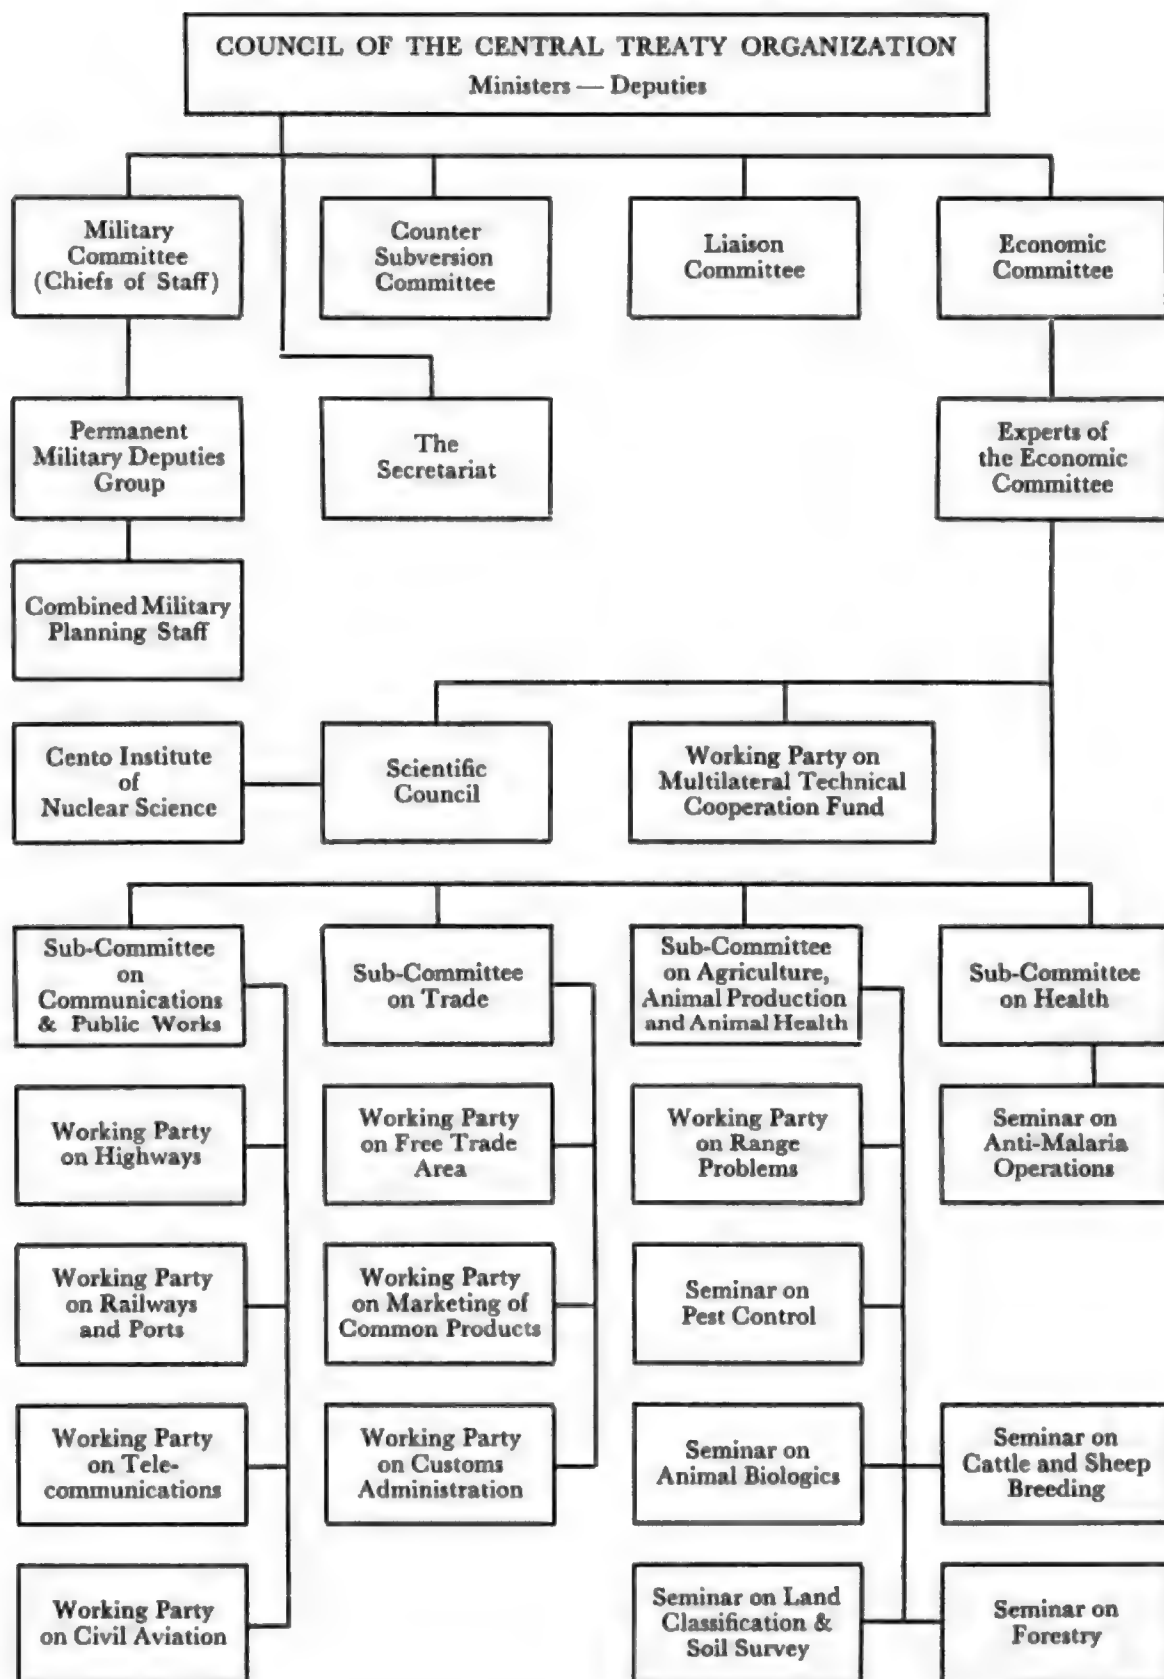 COUNCIL OF THE CENTRAL TREATY ORGANIZATION
Ministers — Deputies
Military
Committee
(Chiefs of Staff)
Counter
Subversion
Committee
Liaison
Committee
Economic
Committee
Permanent
Military Deputies
Group
The
Secretariat
Experts of
the Economic
Committee
Combined Military
Planning Staff
Cento Institute
of
Nuclear Science
Scientific
Council
Working Party on
Multilateral Technical
Cooperation Fund
Sub-Committee
on
Communications
& Public Works
Sub-Committee
on Trade
Sub-Committee
on Agriculture,
Animal Production
and Animal Health
Sub-Committee
on Health
Working Party
on Highways
Working Party
on Free Trade
Area
Working Party
on Range
Problems
Seminar on
Anti-Malaria
Operations
Working Party
on Railways
and Ports
Working Party
on Marketing of
Common Products
Seminar on
Pest Control
Working Party
on Tele-
communications
Working Party
on Customs
Administration
Seminar on
Animal Biologics
Seminar on
Cattle and Sheep
Breeding
Working Party
on Civil Aviation
Seminar on Land
Classification &
Soil Survey
Seminar on
Forestry